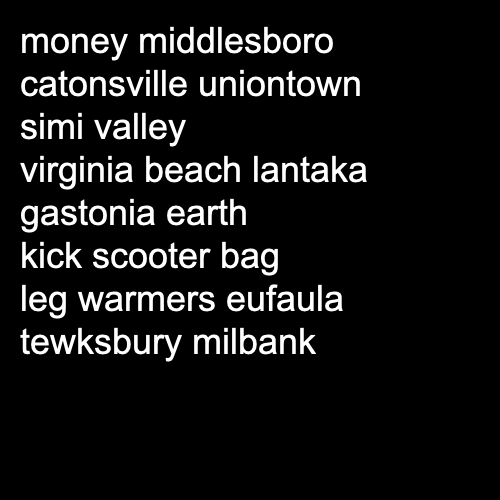 money middlesboro
catonsville uniontown
simi valley
virginia beach lantaka
gastonia earth
kick scooter bag
leg warmers eufaula
tewksbury milbank